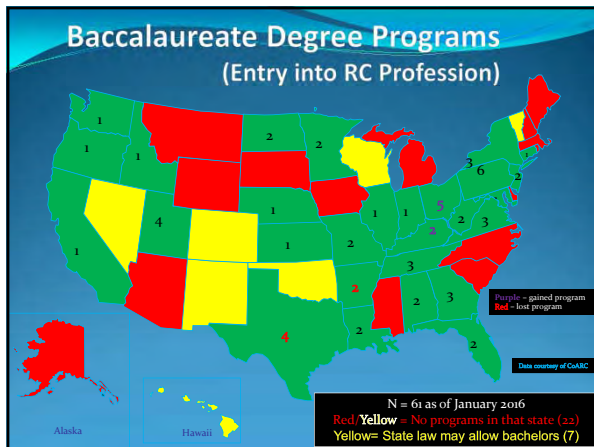 Baccalaureate Degree Programs
(Entry into RC Profession)
1
1
1
2
2
3
6
1
2
4
1
1
1
5
2
2
3
1
1
2
3
2
2
3
4
2
2
Purple – gained program
Red – lost program
Data courtesy of CoARC
N = 61 as of January 2016
Red/Yellow = No programs in that state (22)
Yellow= State law may allow bachelors (7)
Alaska
Hawaii